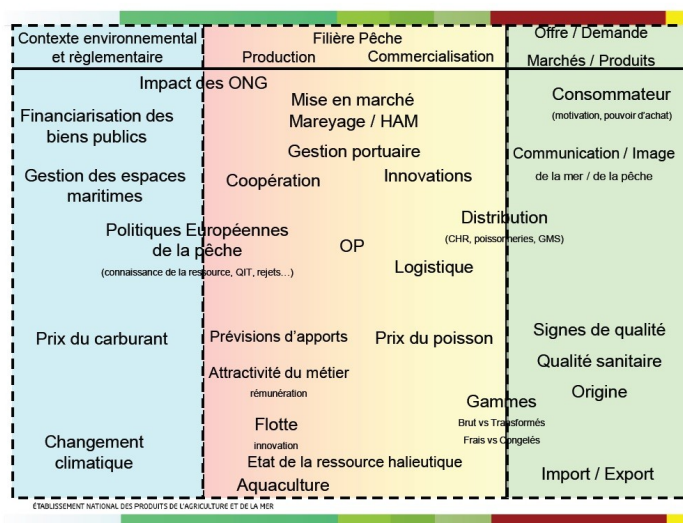 Contexte environnemental
et règlementaire
Filière Pêche
Production
Commercialisation
Offre / Demande
Marchés / Produits
Impact des ONG
Financiarisation des
biens publics
Gestion des espaces
maritimes
Politiques Européennes
de la pêche
(connaissance de la ressource, QIT, rejets…)
Prix du carburant
Changement
climatique
Mise en marché
Mareyage / HAM
Gestion portuaire
Coopération
Innovations
OP
Distribution
(CHR, poissonneries, GMS)
Logistique
Prévisions d'apports
Prix du poisson
Attractivité du métier
rémunération
Flotte
innovation
Gammes
Brut vs Transformés
Frais vs Congelés
Etat de la ressource halieutique
Aquaculture
Consommateur
(motivation, pouvoir d'achat)
Communication / Image
de la mer / de la pêche
Signes de qualité
Qualité sanitaire
Origine
Import / Export
ÉTABLISSEMENT NATIONAL DES PRODUITS DE L'AGRICULTURE ET DE LA MER